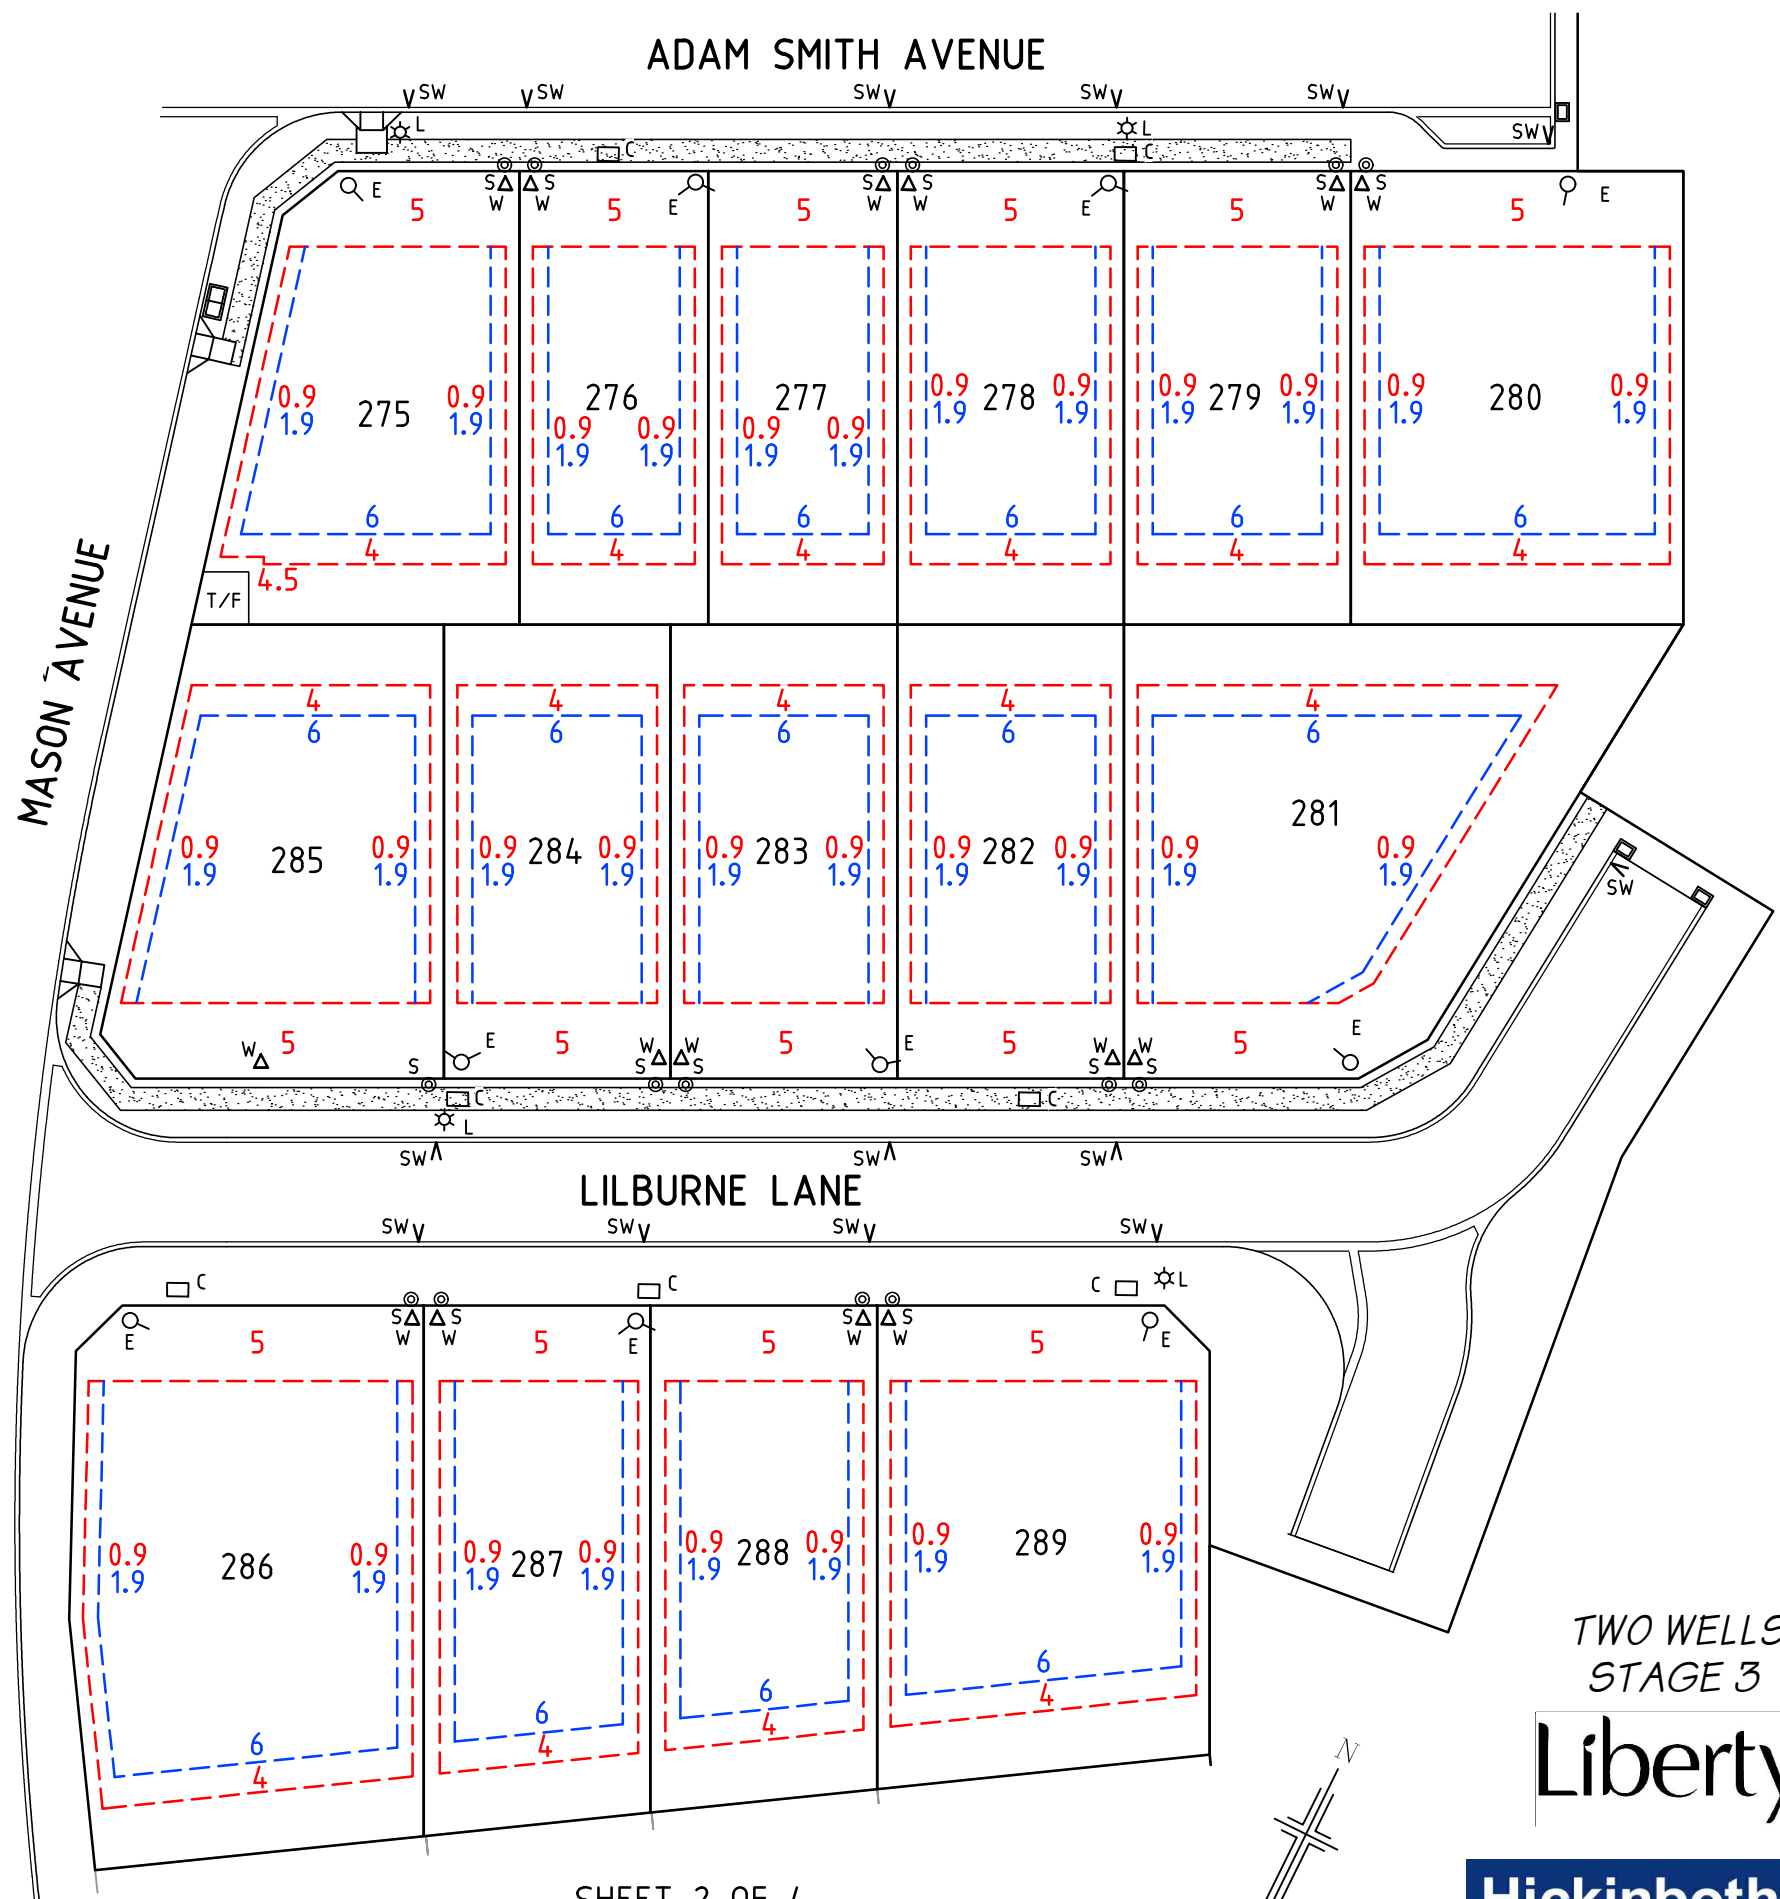 ADAM SMITH AVENUE
SW SW SW SW SW
L L SW
C C
E S S E S S E S S E
W W W W W W
5 5 5 5 5 5
0.9 275 0.9 276 277 0.9 278 0.9 0.9 279 0.9 0.9 280 0.9
1.9 1.9 0.9 0.9 0.9 0.9 1.9 1.9 1.9 1.9 1.9 1.9
1.9 1.9 1.9 1.9
6 6 6 6 6 6
4 4 4 4 4 4
4.5
T/F
MASON AVENUE
4 4 4 4 4
6 6 6 6 6
281
0.9 285 0.9 0.9 284 0.9 0.9 283 0.9 0.9 282 0.9 0.9 0.9
1.9 1.9 1.9 1.9 1.9 1.9 1.9 1.9 1.9 1.9
SW
W 5 E 5 W W 5 E 5 W W 5 E
S S S S S
C C
L
SW SW SW
LILBURNE LANE
SW SW SW SW
C C C L
S S S S
E W W E W W E
5 5 5 5
0.9 286 0.9 0.9 287 0.9 0.9 288 0.9 0.9 289 0.9
1.9 1.9 1.9 1.9 1.9 1.9 1.9 1.9
6 6 6 6
4 4 4 4
TWO WELLS
STAGE 3
N
Liberty
SHEET 2 OF 4